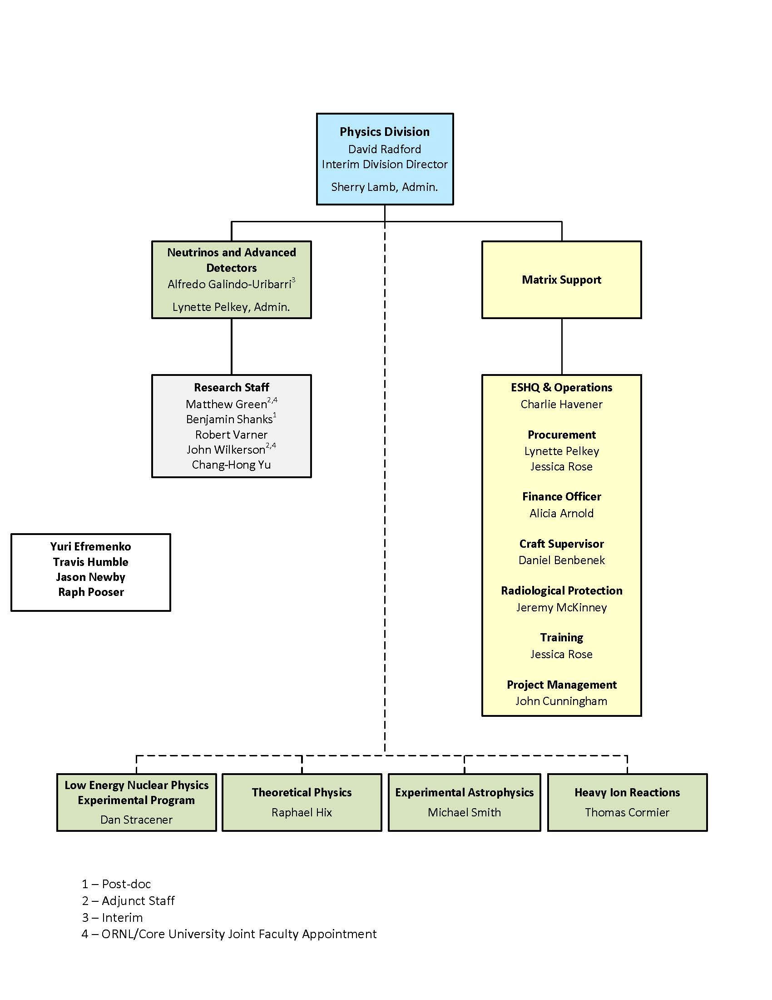 Physics Division
David Radford
Interim Division Director
Sherry Lamb, Admin.
Neutrinos and Advanced
Detectors
Alfredo Galindo-Uribarri3
Lynette Pelkey, Admin.
Matrix Support
Research Staff
Matthew Green2,4
Benjamin Shanks1
Robert Varner
John Wilkerson2,4
Chang-Hong Yu
ESHQ & Operations
Charlie Havener
Procurement
Lynette Pelkey
Jessica Rose
Finance Officer
Alicia Arnold
Craft Supervisor
Daniel Benbenek
Radiological Protection
Jeremy McKinney
Training
Jessica Rose
Project Management
John Cunningham
Yuri Efremenko
Travis Humble
Jason Newby
Raph Pooser
Low Energy Nuclear Physics
Experimental Program
Dan Stracener
Theoretical Physics
Raphael Hix
Experimental Astrophysics
Michael Smith
Heavy Ion Reactions
Thomas Cormier
1 – Post-doc
2 – Adjunct Staff
3 – Interim
4 – ORNL/Core University Joint Faculty Appointment